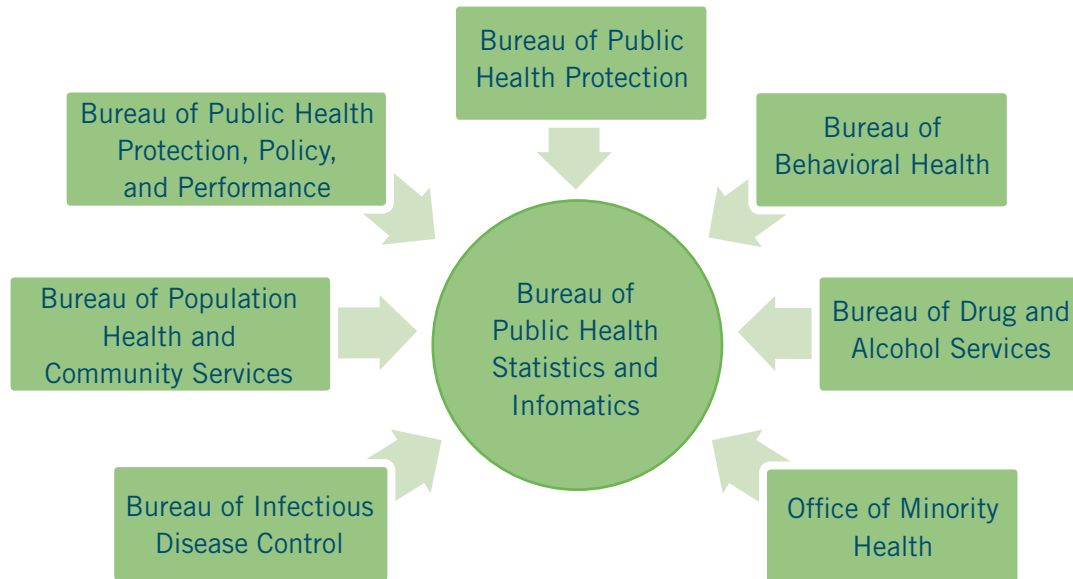 Bureau of Public
Health Protection
Bureau of Public Health
Protection, Policy,
and Performance
Bureau of
Behavioral Health
Bureau of Population
Health and
Community Services
Bureau of
Public Health
Statistics and
Infomatics
Bureau of Drug and
Alcohol Services
Bureau of Infectious
Disease Control
Office of Minority
Health